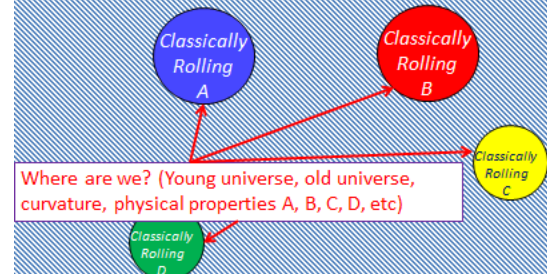 Classically
Rolling
A
Classically
Rolling
B
Classically
Rolling
C
Where are we? (Young universe, old universe,
curvature, physical properties A, B, C, D, etc)
Classically
Rolling
D